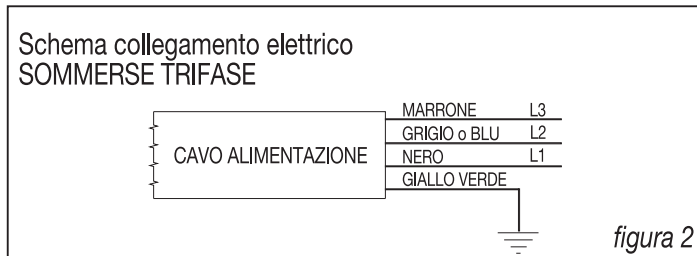 Schema collegamento elettrico
SOMMERSE TRIFASE
MARRONE L3
GRIGIO o BLU L2
CAVO ALIMENTAZIONE
NERO L1
GIALLO VERDE
figura 2